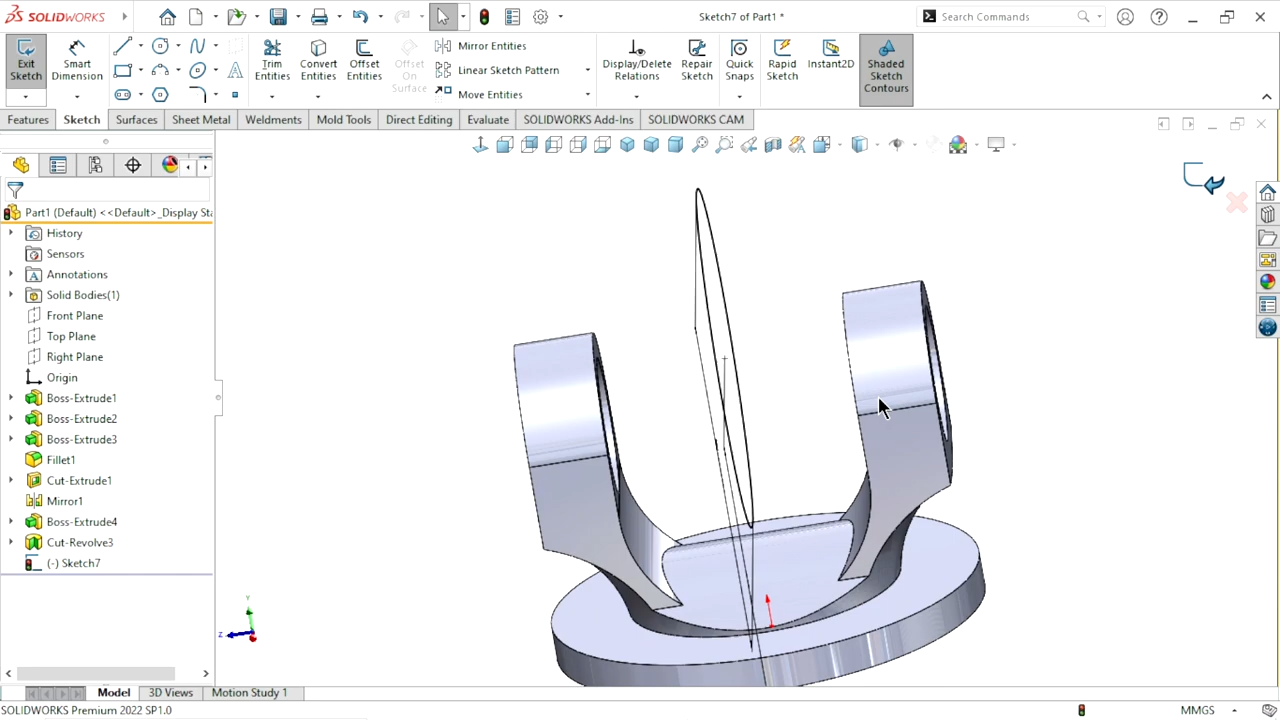 SOLIDWORKS
Sketch7 of Part1 *
Search Commands
Exit Sketch
Smart Dimension
Trim Entities
Convert Entities
Offset Entities
Offset On Surface
Mirror Entities
Linear Sketch Pattern
Move Entities
Display/Delete Relations
Repair Sketch
Quick Snaps
Rapid Sketch
Instant2D
Shaded Sketch Contours
Features Sketch Surfaces Sheet Metal Weldments Mold Tools Direct Editing Evaluate SOLIDWORKS Add-Ins SOLIDWORKS CAM
Part1 (Default) <<Default>_Display Sta
History
Sensors
Annotations
Solid Bodies(1)
Front Plane
Top Plane
Right Plane
Origin
Boss-Extrude1
Boss-Extrude2
Boss-Extrude3
Fillet1
Cut-Extrude1
Mirror1
Boss-Extrude4
Cut-Revolve3
(-) Sketch7
Y
Z
Model 3D Views Motion Study 1
SOLIDWORKS Premium 2022 SP1.0
MMGS